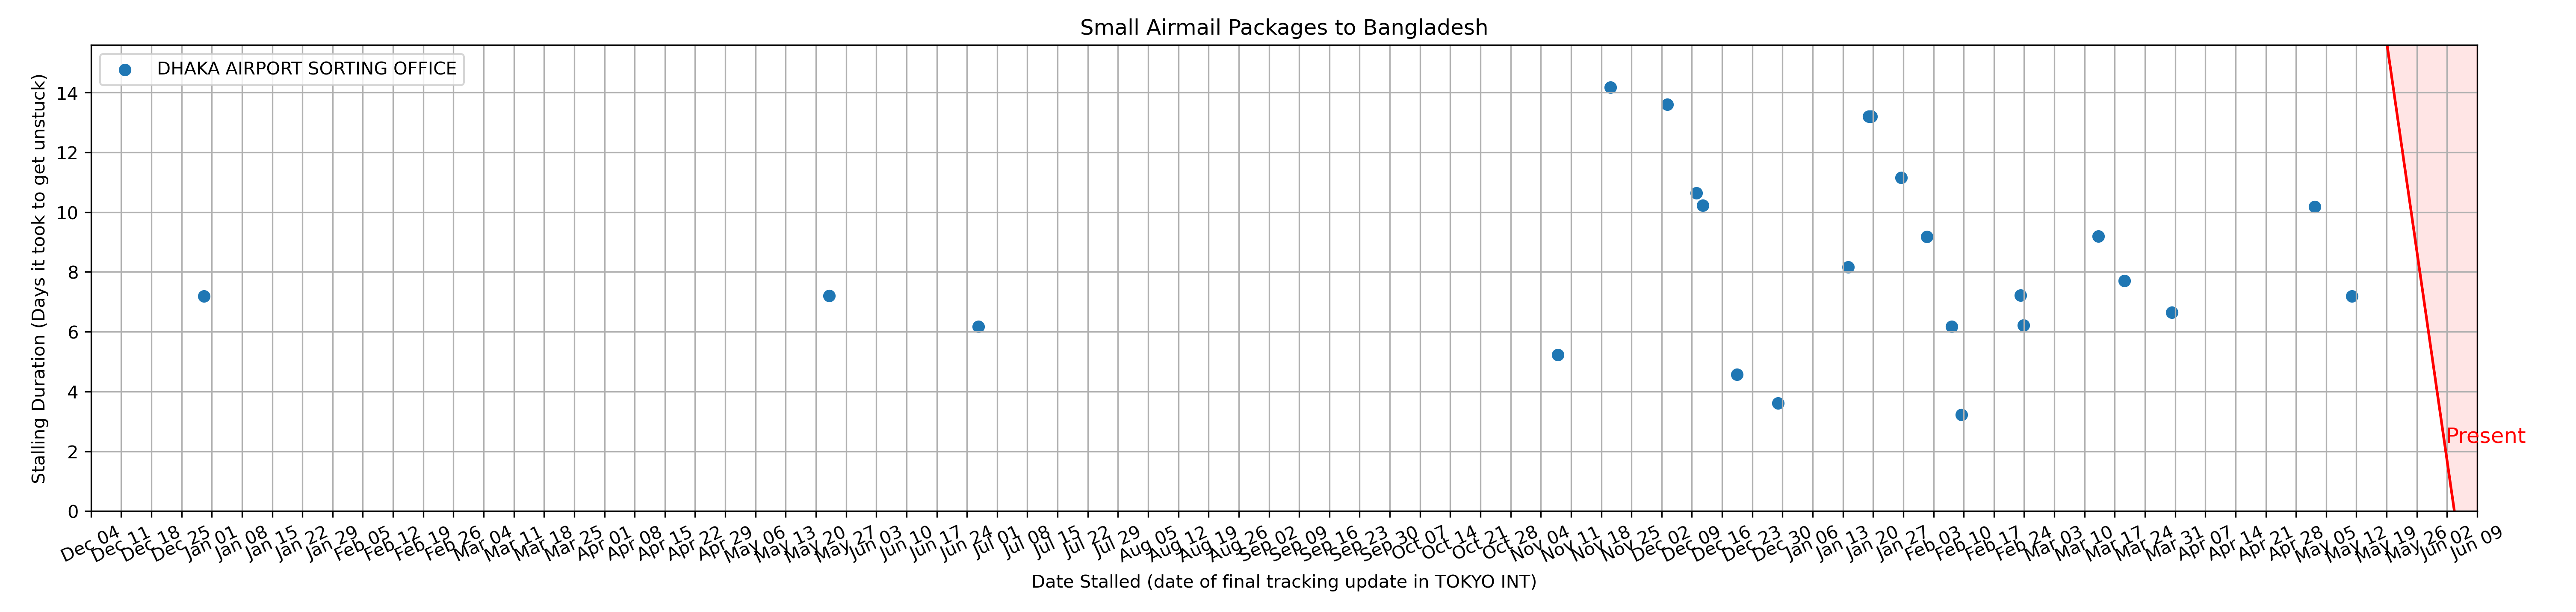 Small Airmail Packages to Bangladesh
DHAKA AIRPORT SORTING OFFICE
Stalling Duration (Days it took to get unstuck)
14
12
10
8
6
4
2
0
Present
Dec 04
Dec 11
Dec 18
Dec 25
Jan 01
Jan 08
Jan 15
Jan 22
Jan 29
Feb 05
Feb 12
Feb 19
Feb 26
Mar 04
Mar 11
Mar 18
Mar 25
Apr 01
Apr 08
Apr 15
Apr 22
Apr 29
May 06
May 13
May 20
May 27
Jun 03
Jun 10
Jun 17
Jun 24
Jul 01
Jul 08
Jul 15
Jul 22
Jul 29
Aug 05
Aug 12
Aug 19
Aug 26
Sep 02
Sep 09
Sep 16
Sep 23
Sep 30
Oct 07
Oct 14
Oct 21
Oct 28
Nov 04
Nov 11
Nov 18
Nov 25
Dec 02
Dec 09
Dec 16
Dec 23
Dec 30
Jan 06
Jan 13
Jan 20
Jan 27
Feb 03
Feb 10
Feb 17
Feb 24
Mar 03
Mar 10
Mar 17
Mar 24
Mar 31
Apr 07
Apr 14
Apr 21
Apr 28
May 05
May 12
May 19
May 26
Jun 02
Jun 09
Date Stalled (date of final tracking update in TOKYO INT)